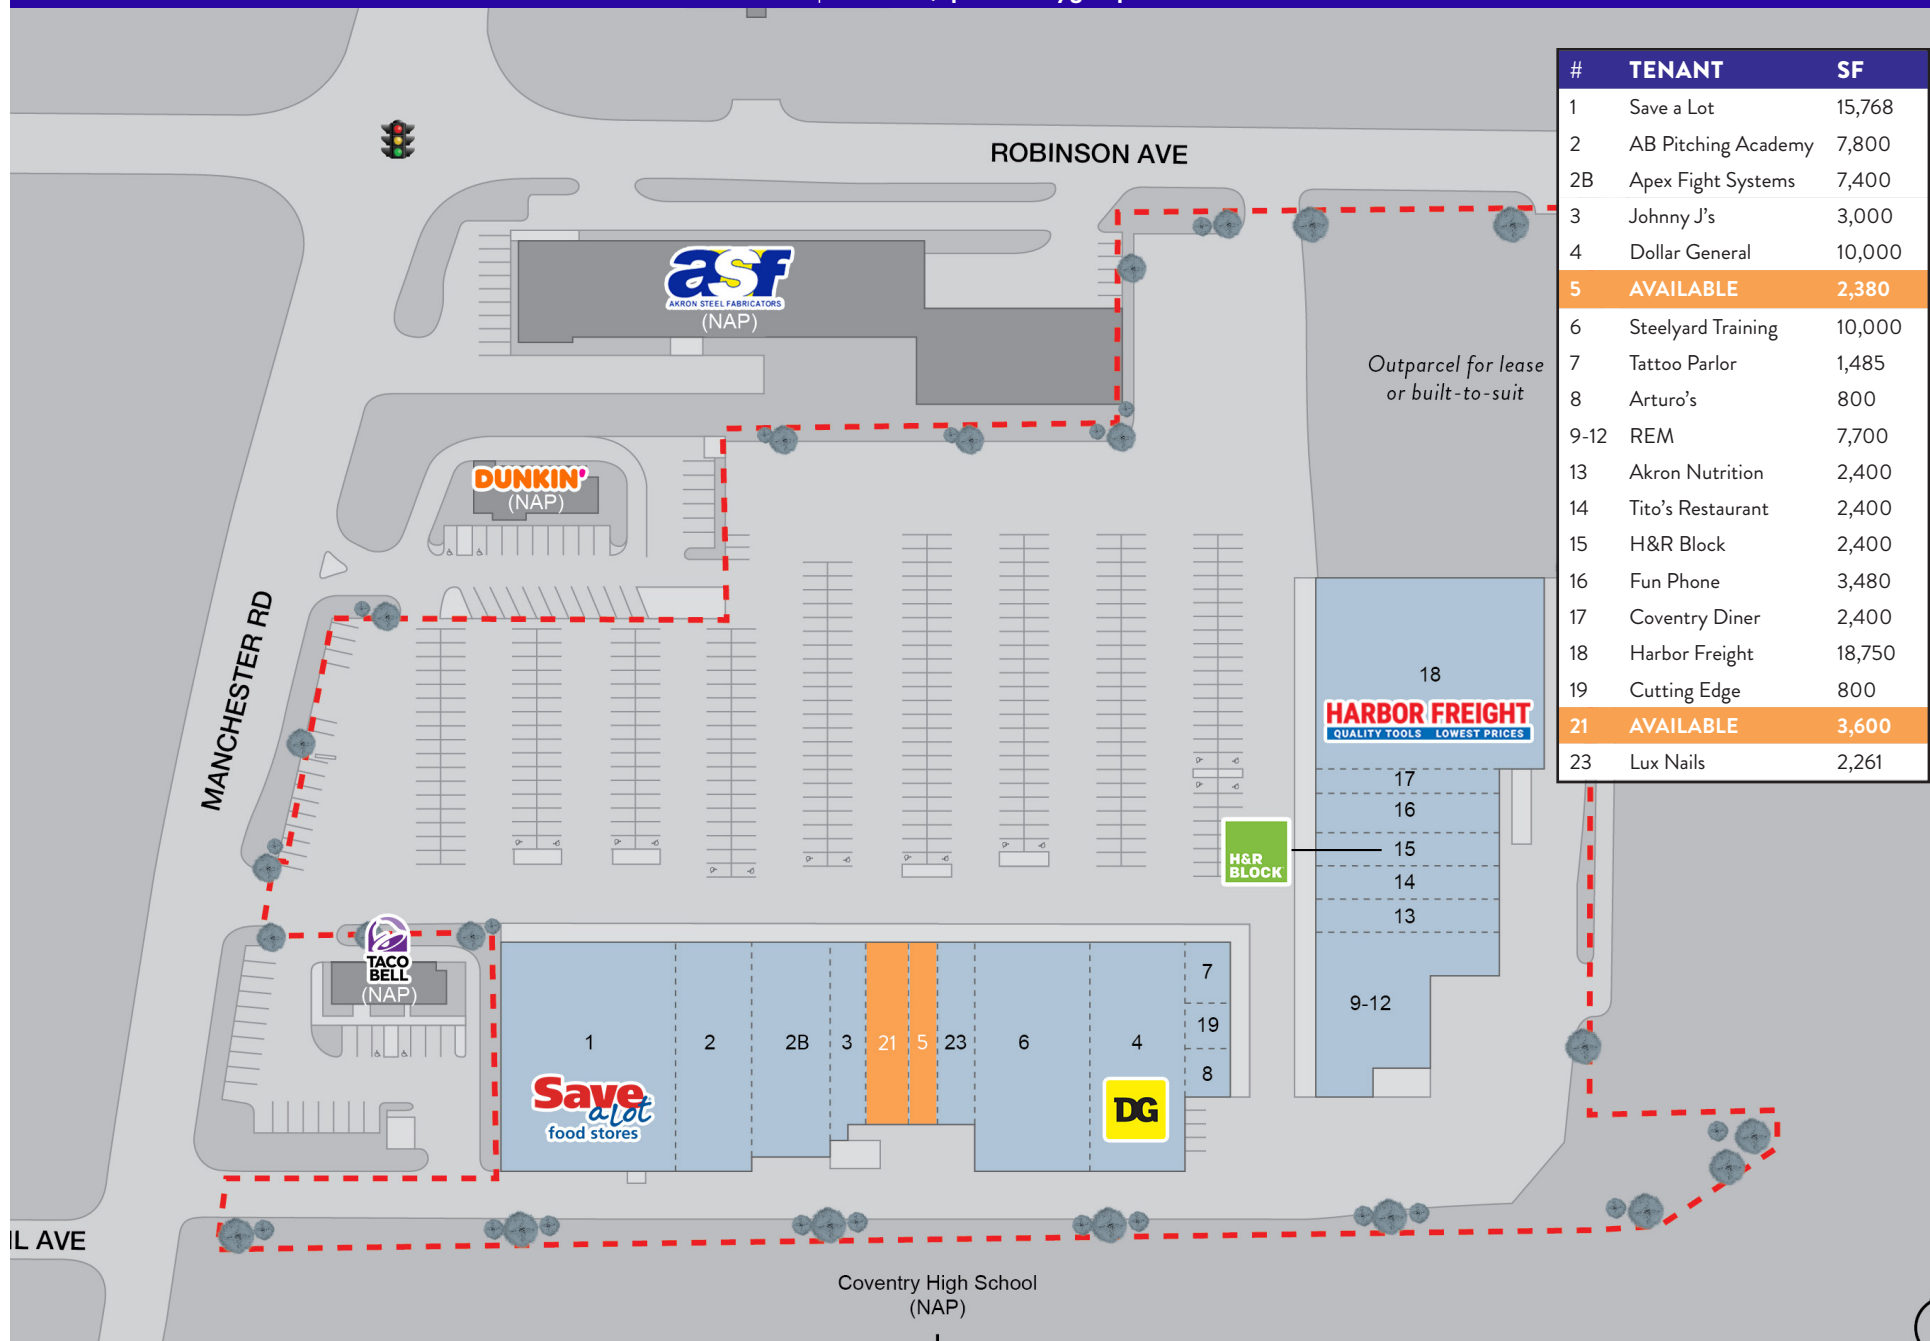 ROBINSON AVE
# TENANT SF
1 Save a Lot 15,768
2 AB Pitching Academy 7,800
2B Apex Fight Systems 7,400
3 Johnny J's 3,000
4 Dollar General 10,000
5 AVAILABLE 2,380
6 Steelyard Training 10,000
7 Tattoo Parlor 1,485
8 Arturo's 800
9-12 REM 7,700
13 Akron Nutrition 2,400
14 Tito's Restaurant 2,400
15 H&R Block 2,400
16 Fun Phone 3,480
17 Coventry Diner 2,400
18 Harbor Freight 18,750
19 Cutting Edge 800
21 AVAILABLE 3,600
23 Lux Nails 2,261
asf
AKRON STEEL FABRICATORS
(NAP)
Outparcel for lease
or built-to-suit
DUNKIN'
(NAP)
MANCHESTER RD
18
HARBOR FREIGHT
QUALITY TOOLS LOWEST PRICES
17
16
H&R
BLOCK
15
14
13
9-12
TACO
BELL
(NAP)
1
Save
a Lot
food stores
2
2B
3
21
5
23
6
4
DG
7
19
8
IL AVE
Coventry High School
(NAP)